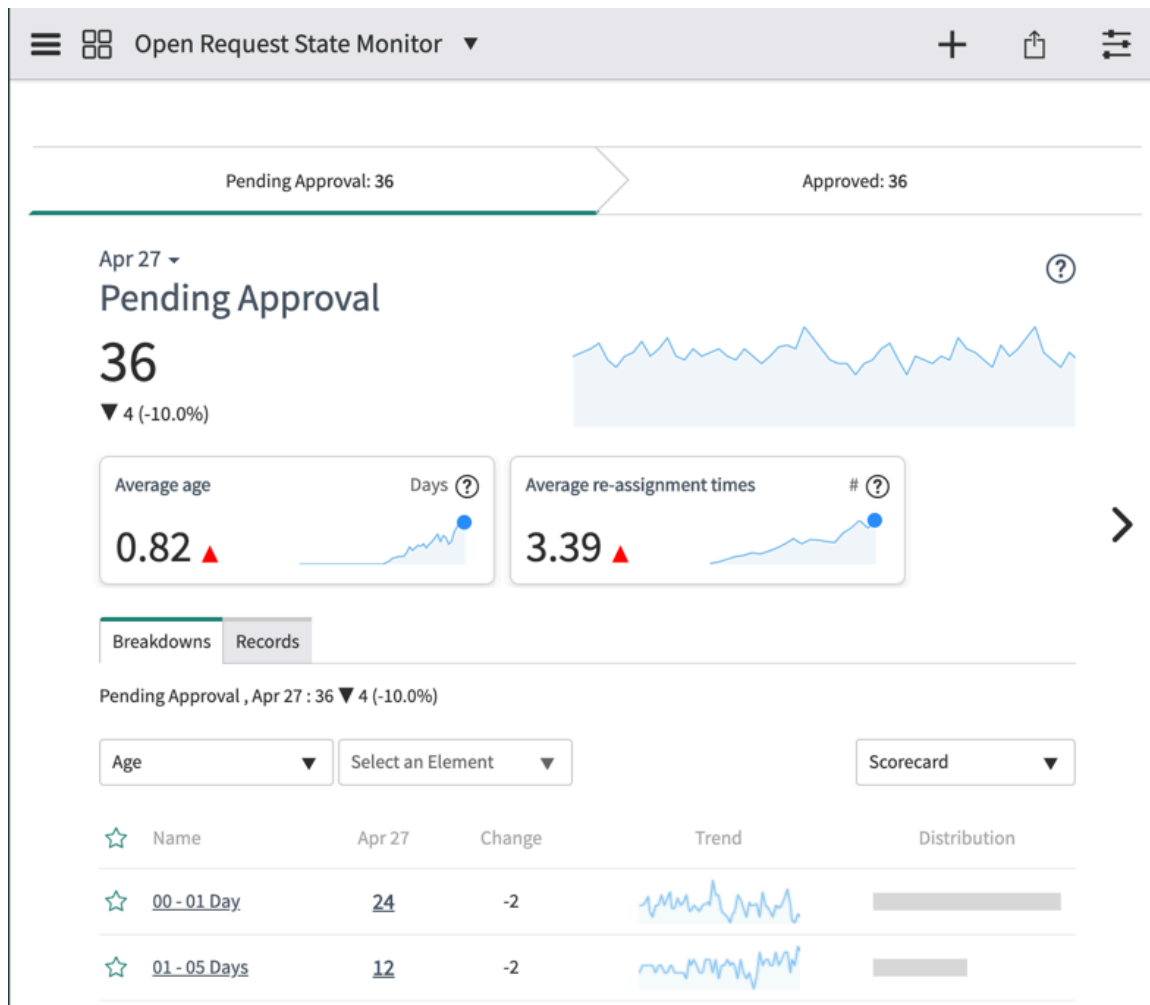 Open Request State Monitor ▼
Pending Approval: 36 Approved: 36
Apr 27
Pending Approval
36
▼ 4 (-10.0%)
Average age Days ?
0.82 ▲
Average re-assignment times # ?
3.39 ▲
Breakdowns Records
Pending Approval , Apr 27 : 36 ▼ 4 (-10.0%)
Age ▼ Select an Element ▼ Scorecard ▼
Name Apr 27 Change Trend Distribution
00 - 01 Day 24 -2
01 - 05 Days 12 -2